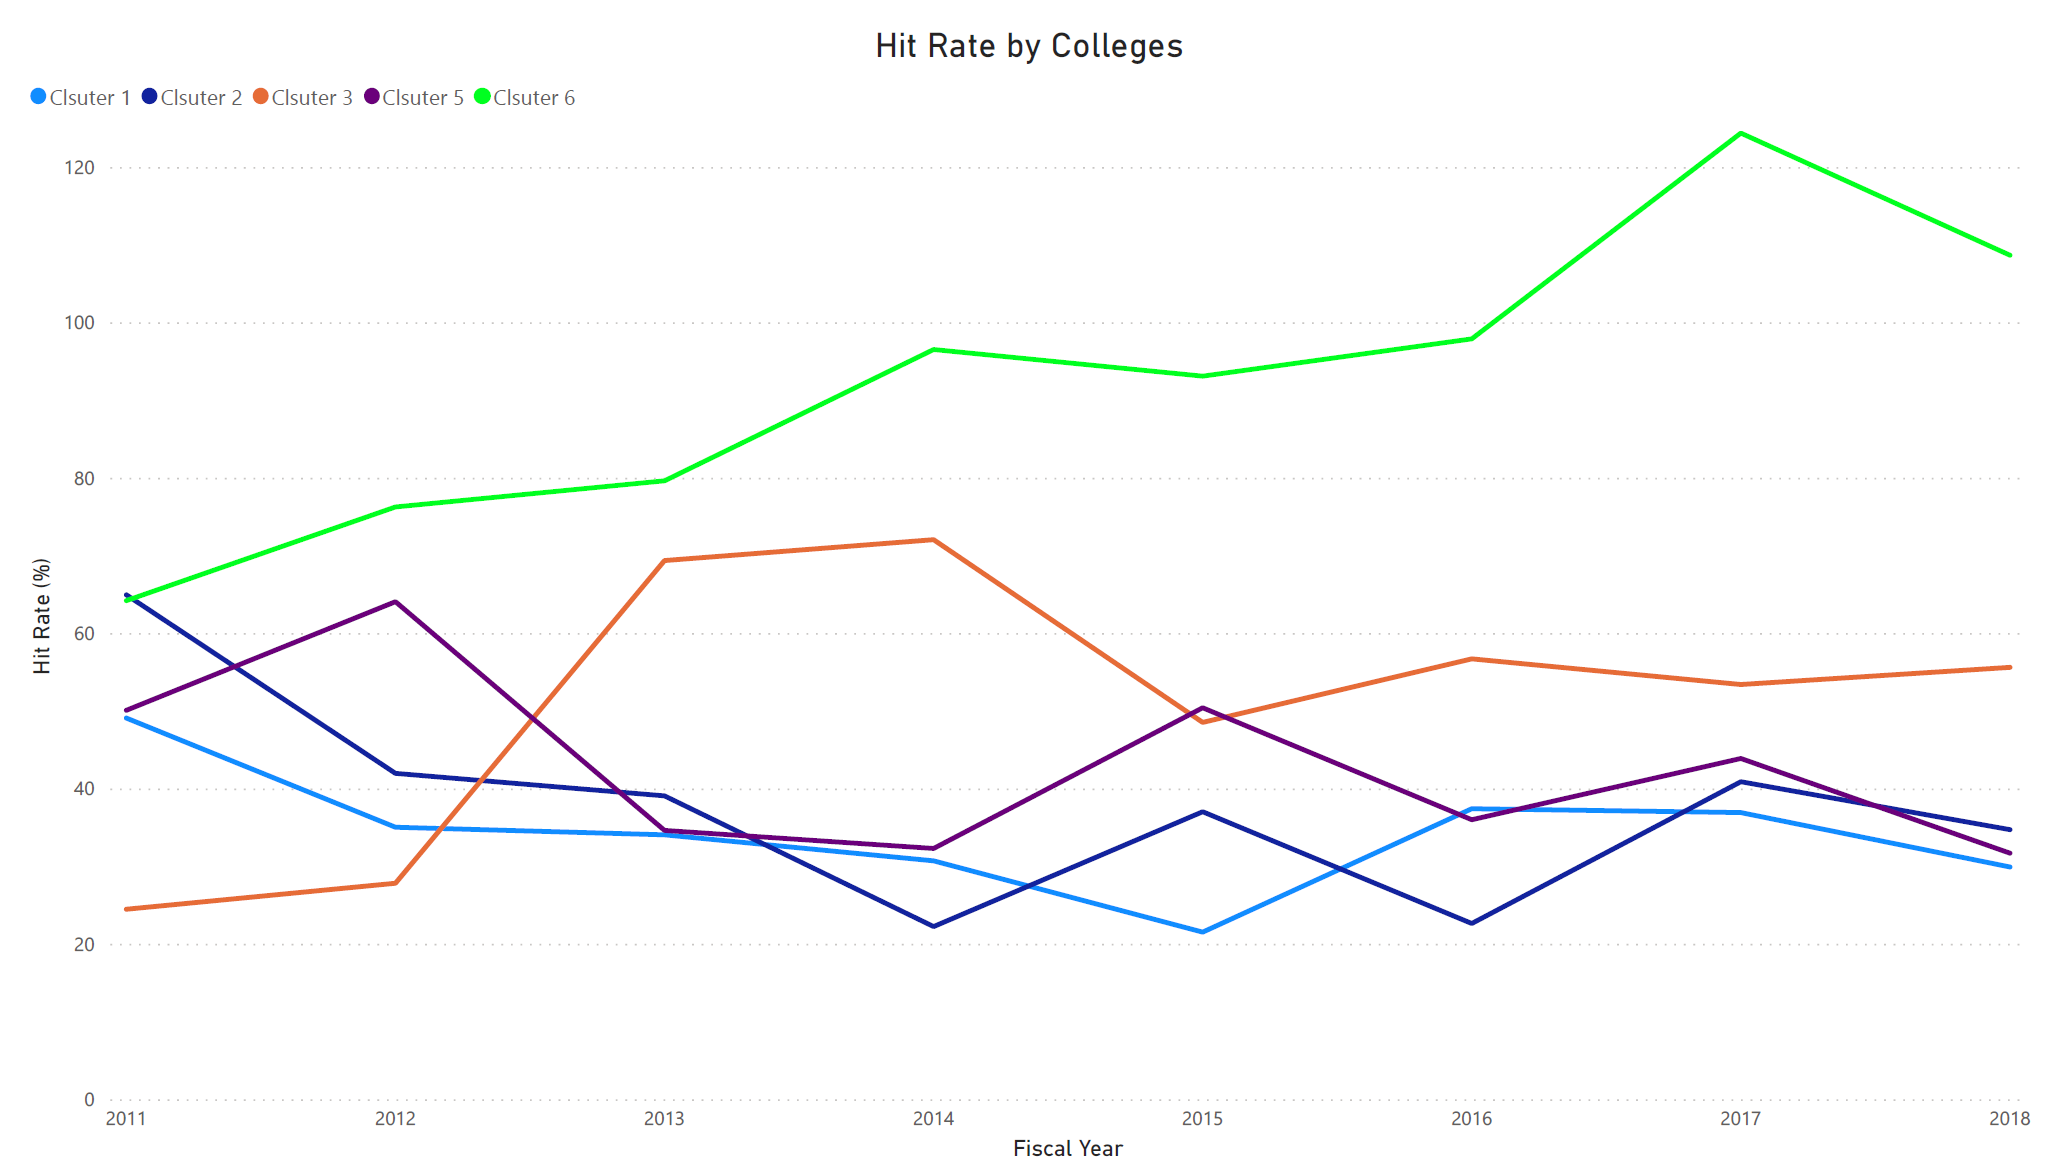 Hit Rate by Colleges
Clsuter 1 Clsuter 2 Clsuter 3 Clsuter 5 Clsuter 6
120
100
80
60
40
20
0
Hit Rate (%)
2011 2012 2013 2014 2015 2016 2017 2018
Fiscal Year